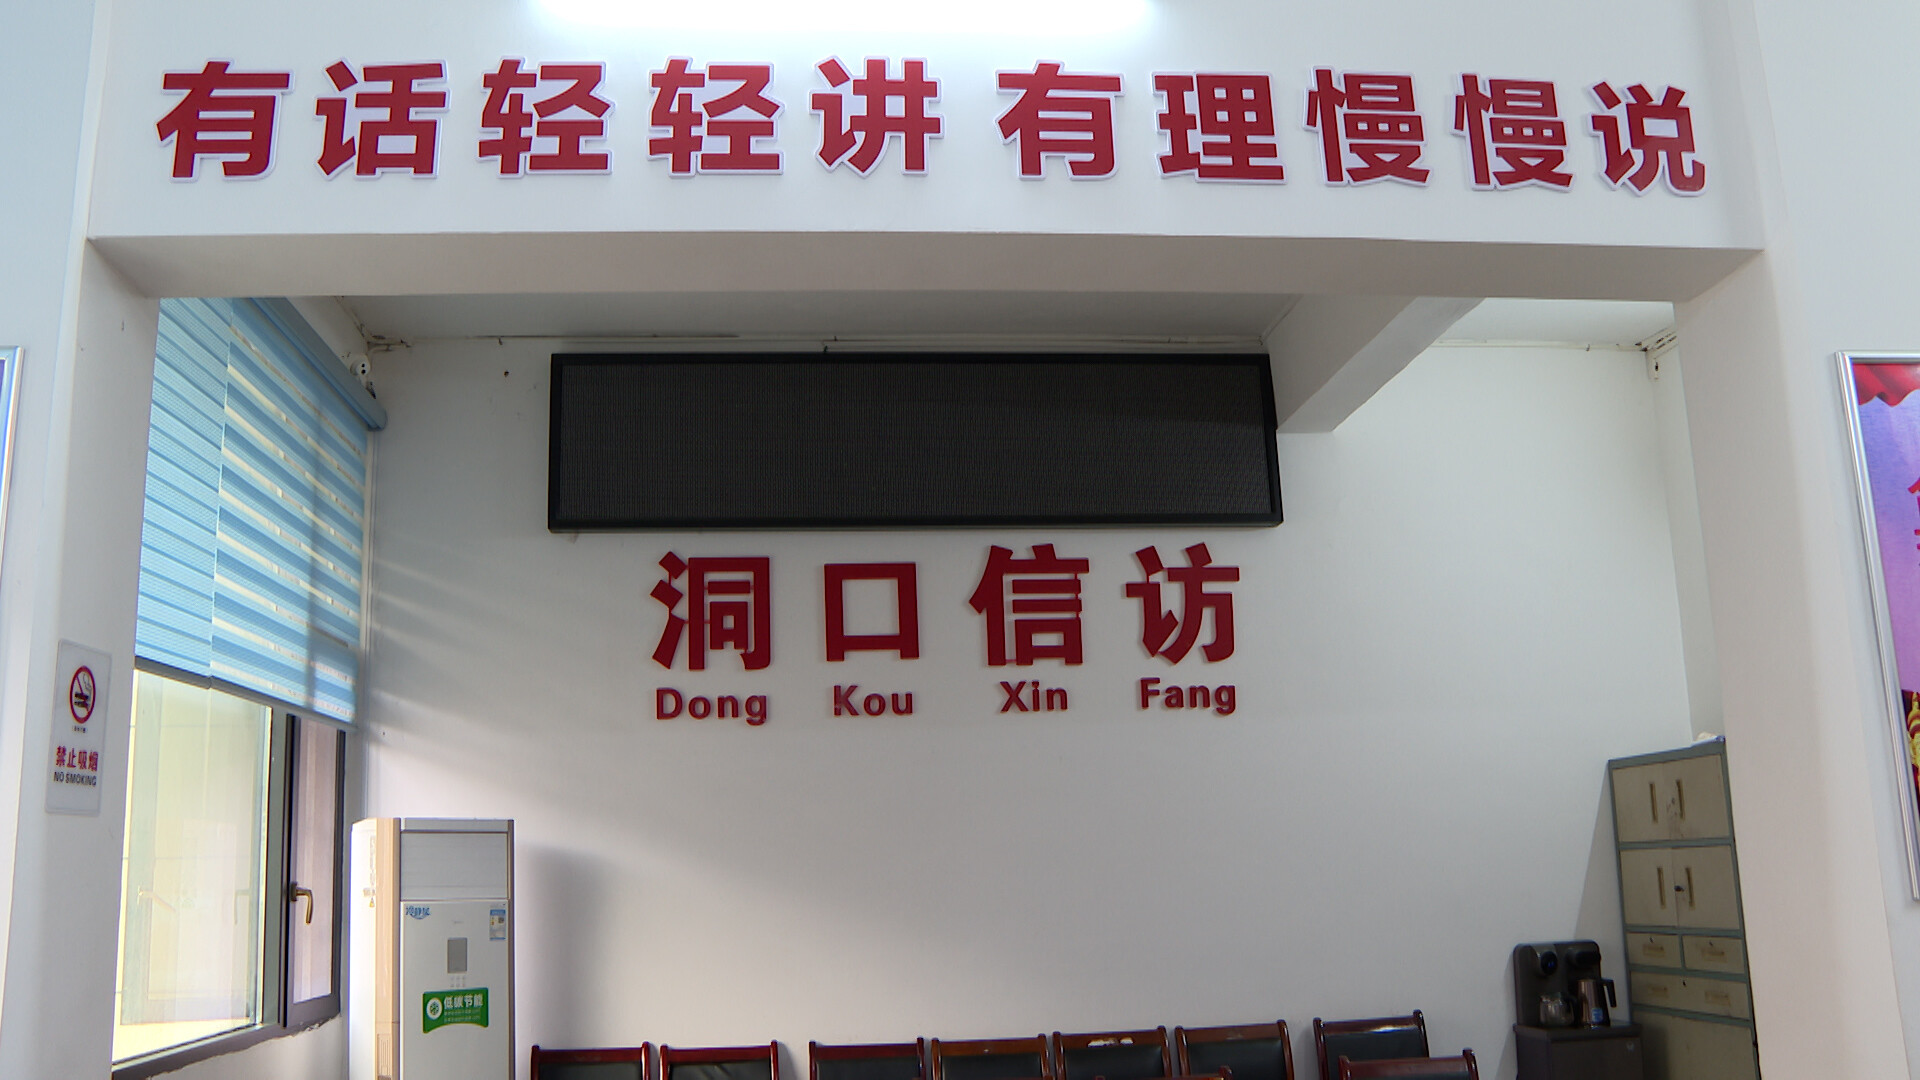 有话轻轻讲 有理慢慢说
洞口信访
Dong Kou Xin Fang
禁止吸烟
NO SMOKING
低碳节能